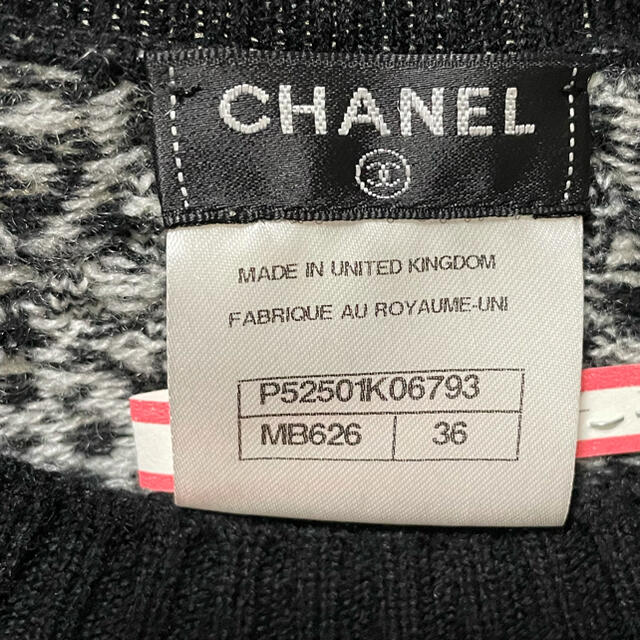 CHANEL
MADE IN UNITED KINGDOM
FABRIQUE AU ROYAUME-UNI
P52501K06793
MB626 36